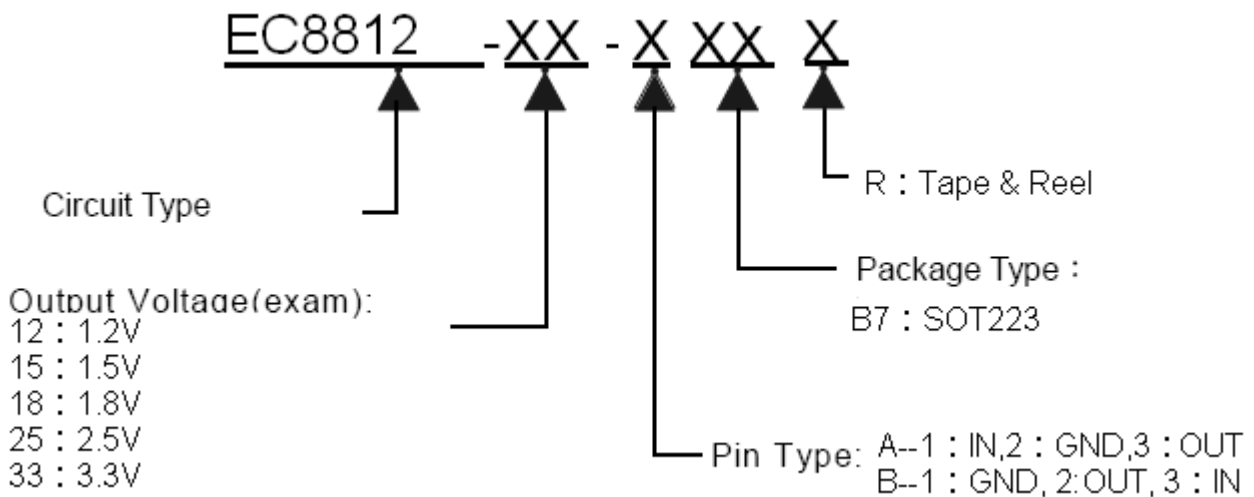 EC8812 -XX - X XX X
R : Tape & Reel
Circuit Type
Package Type :
B7 : SOT223
Output Voltage(exam):
12 : 1.2V
15 : 1.5V
18 : 1.8V
25 : 2.5V
33 : 3.3V
Pin Type: A--1 : IN,2 : GND,3 : OUT
B--1 : GND, 2:OUT, 3 : IN